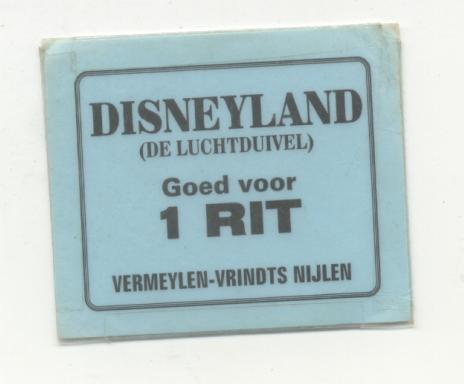 DISNEYLAND
(DE LUCHTDUIVEL)
Goed voor
1 RIT
VERMEYLEN-VRINDTS NIJLEN